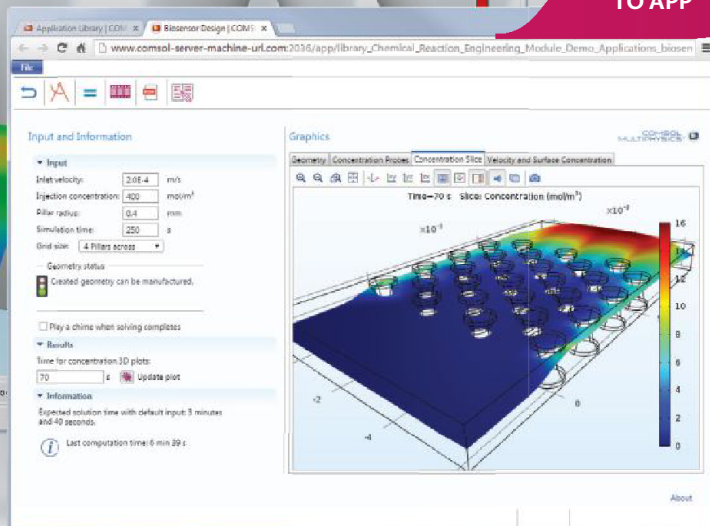 TO APP
Application Library | COMS
Biosensor Design | COMS
www.comsol-server-machine-url.com:2036/app/library_Chemical_Reaction_Engineering_Module_Demo_Applications_biosen
File
Input and Information
Input
Inlet velocity: 2.0E-4 m/s
Injection concentration: 400 mol/m³
Pillar radius: 0.4 mm
Simulation time: 250 s
Grid size: 4 Pillars across
Geometry status
Created geometry can be manufactured.
Play a chime when solving completes
Results
Time for concentration 3D plots:
70 s Update plot
Information
Expected solution time with default input: 3 minutes
and 40 seconds.
Last computation time: 6 min 39 s
Graphics
COMSOL
MULTIPHYSICS
Geometry Concentration Probes Concentration Slice Velocity and Surface Concentration
Time=70 s Slice: Concentration (mol/m³)
×10⁻³
×10⁻³
16
12
10
8
6
4
2
0
-2
-4
0
About